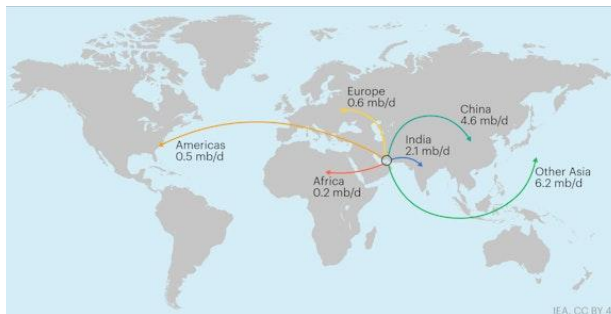 Europe
0.6 mb/d
China
4.6 mb/d
India
2.1 mb/d
Americas
0.5 mb/d
Africa
0.2 mb/d
Other Asia
6.2 mb/d
IEA. CC BY 4